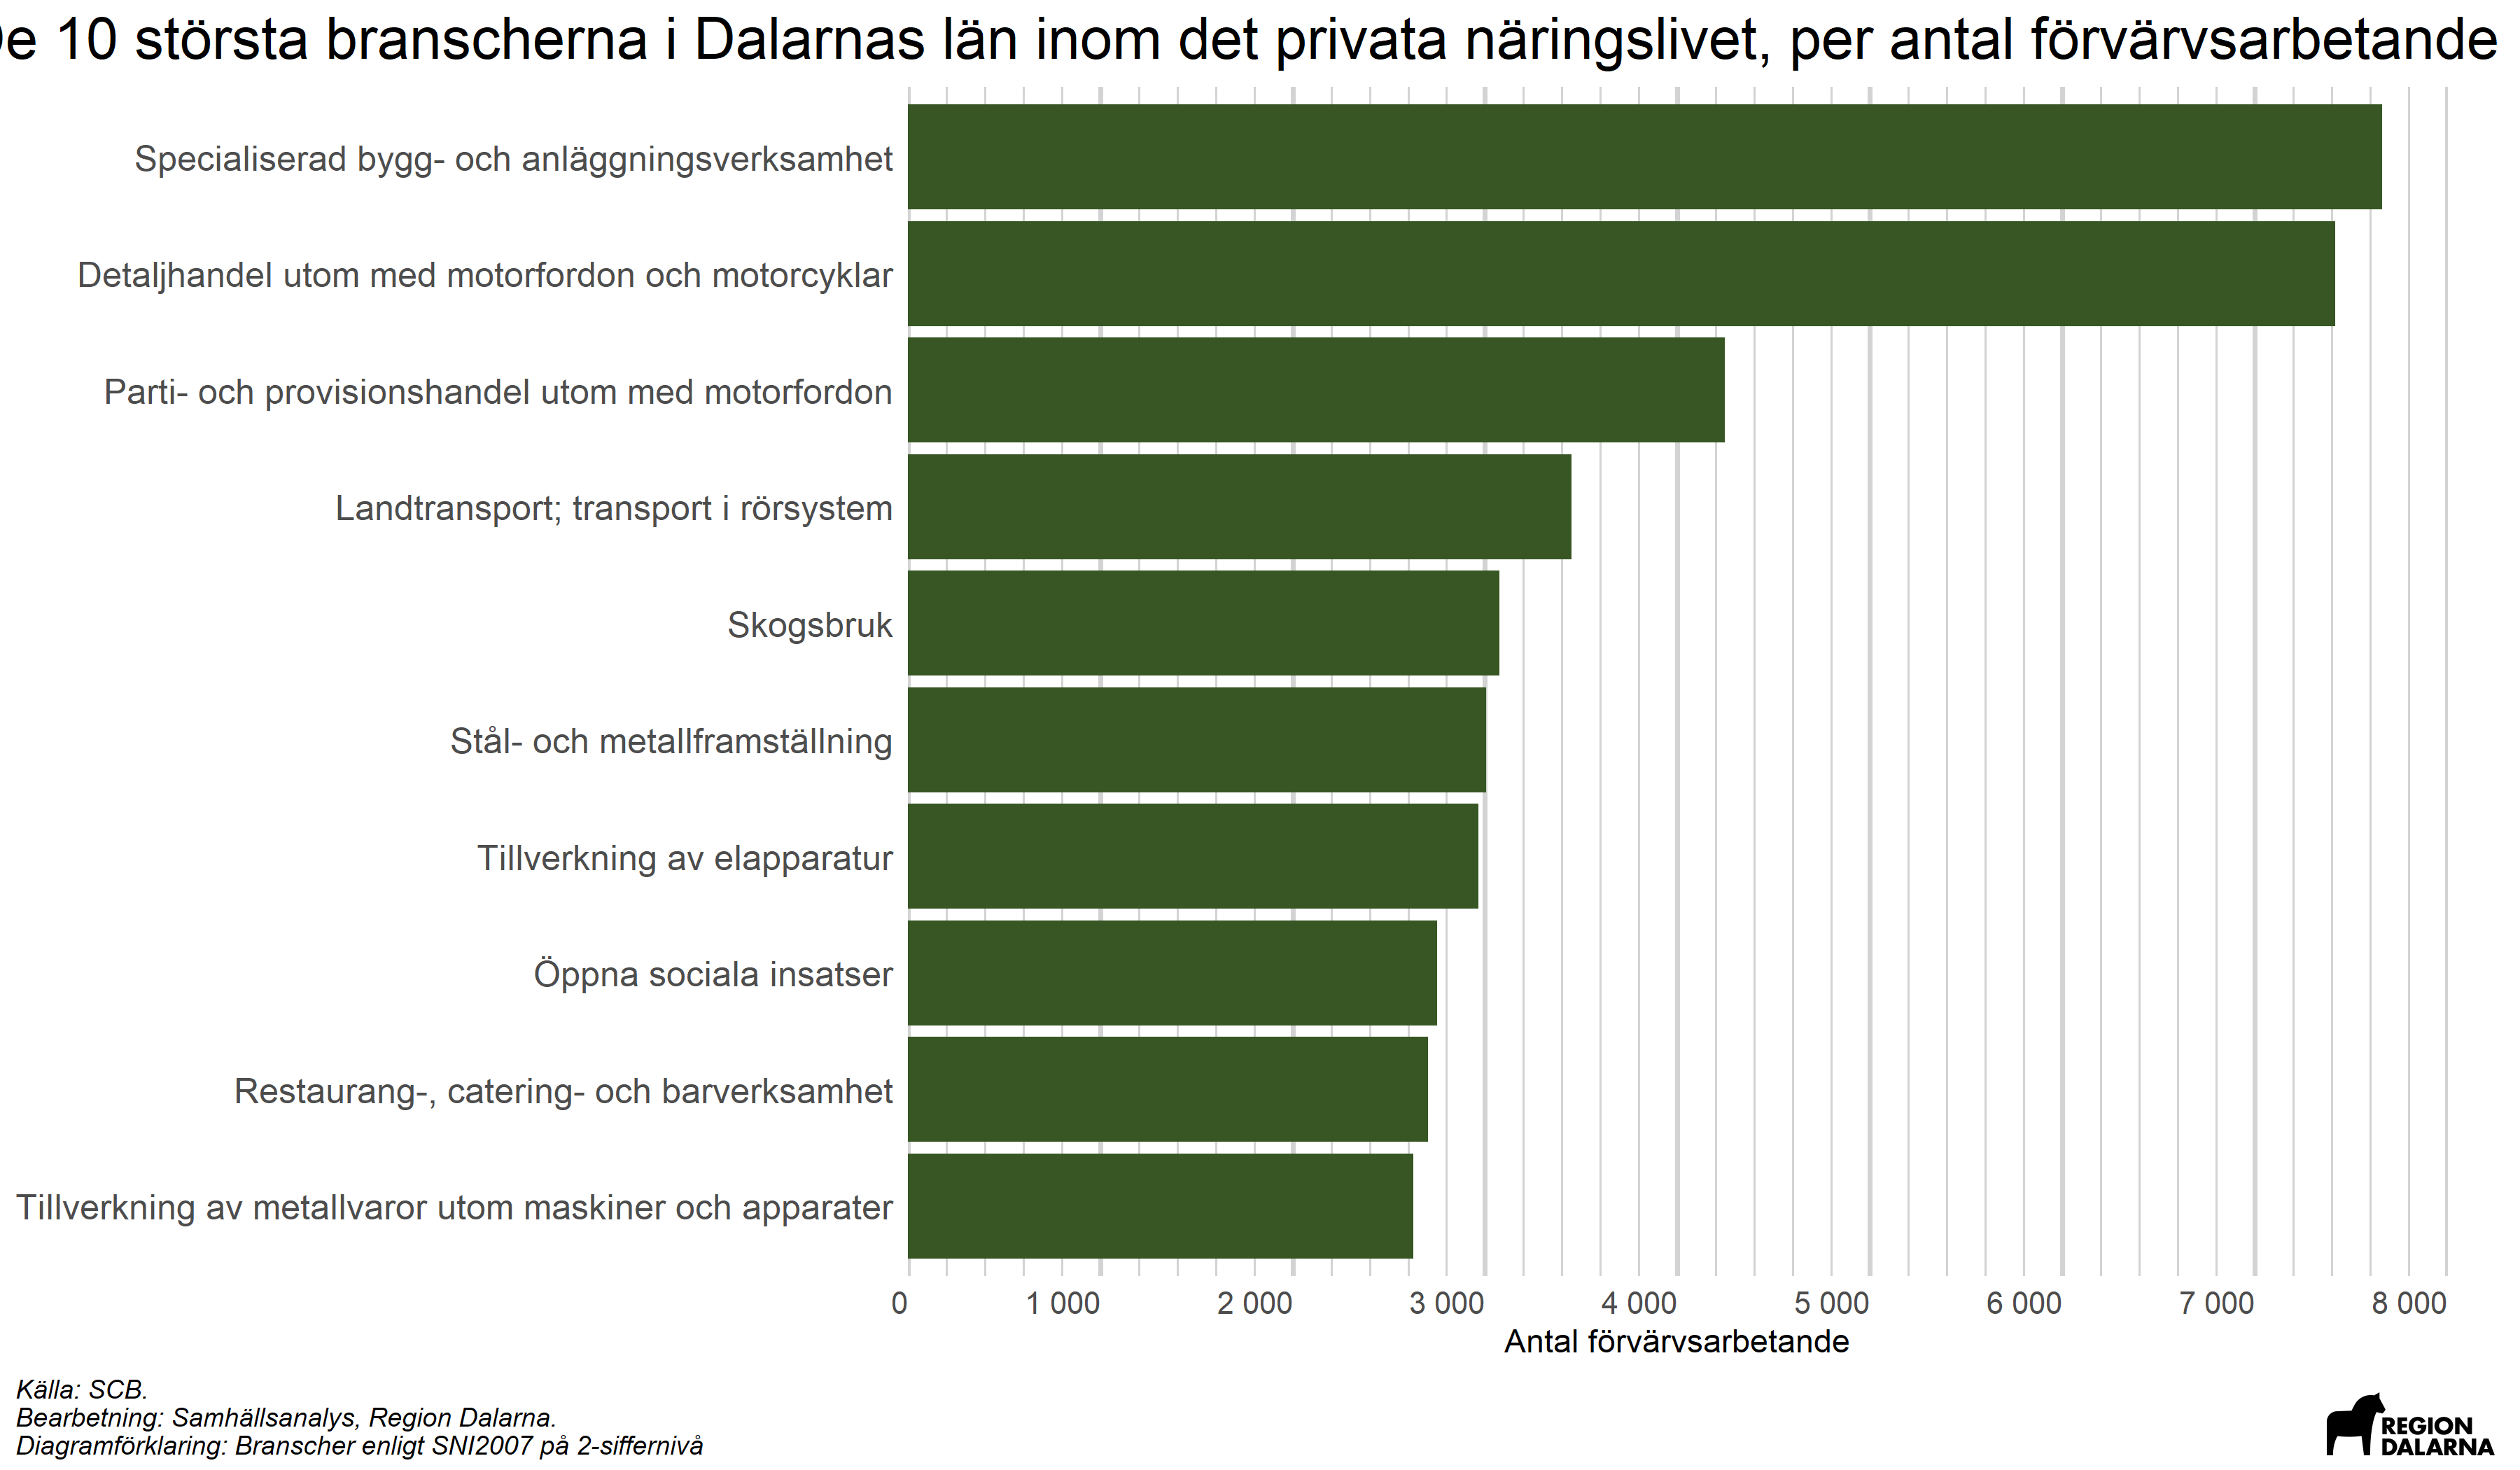 e 10 största branscherna i Dalarnas län inom det privata näringslivet, per antal förvärvsarbetande
Specialiserad bygg- och anläggningsverksamhet
Detaljhandel utom med motorfordon och motorcyklar
Parti- och provisionshandel utom med motorfordon
Landtransport; transport i rörsystem
Skogsbruk
Stål- och metallframställning
Tillverkning av elapparatur
Öppna sociala insatser
Restaurang-, catering- och barverksamhet
Tillverkning av metallvaror utom maskiner och apparater
0 1 000 2 000 3 000 4 000 5 000 6 000 7 000 8 000
Antal förvärvsarbetande
Källa: SCB.
Bearbetning: Samhällsanalys, Region Dalarna.
Diagramförklaring: Branscher enligt SNI2007 på 2-siffernivå
REGION
DALARNA